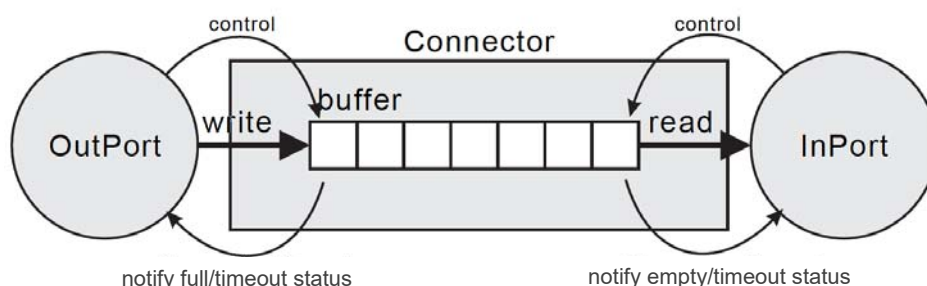 control
control
Connector
buffer
write
read
OutPort
InPort
notify full/timeout status
notify empty/timeout status